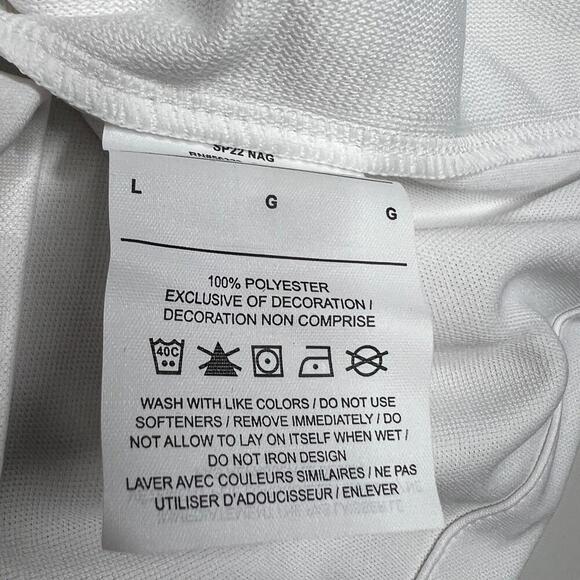 SP22 NAG
L G G
100% POLYESTER
EXCLUSIVE OF DECORATION /
DECORATION NON COMPRISE
40C
WASH WITH LIKE COLORS / DO NOT USE
SOFTENERS / REMOVE IMMEDIATELY / DO
NOT ALLOW TO LAY ON ITSELF WHEN WET /
DO NOT IRON DESIGN
LAVER AVEC COULEURS SIMILAIRES / NE PAS
UTILISER D'ADOUCISSEUR / ENLEVER